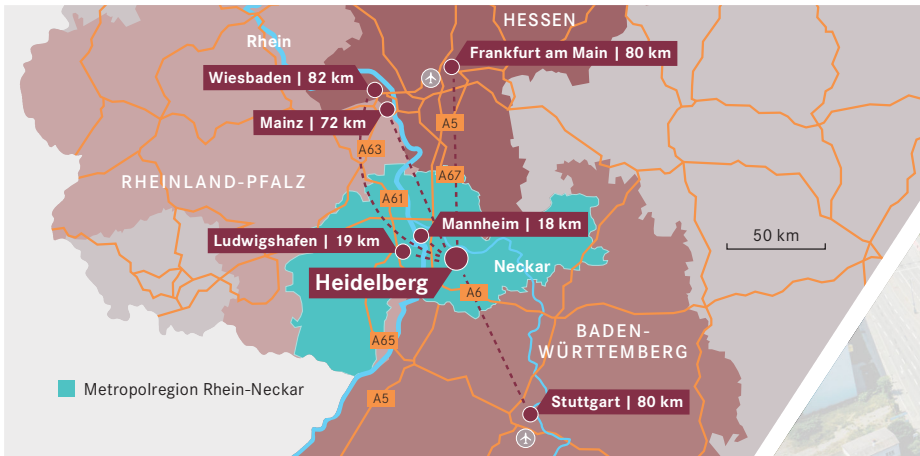 HESSEN
Rhein
Frankfurt am Main | 80 km
Wiesbaden | 82 km
Mainz | 72 km
A5
A63
A67
RHEINLAND-PFALZ
A61
Mannheim | 18 km
Ludwigshafen | 19 km
50 km
Neckar
Heidelberg
A6
BADEN-
WÜRTTEMBERG
A65
Metropolregion Rhein-Neckar
A5
Stuttgart | 80 km